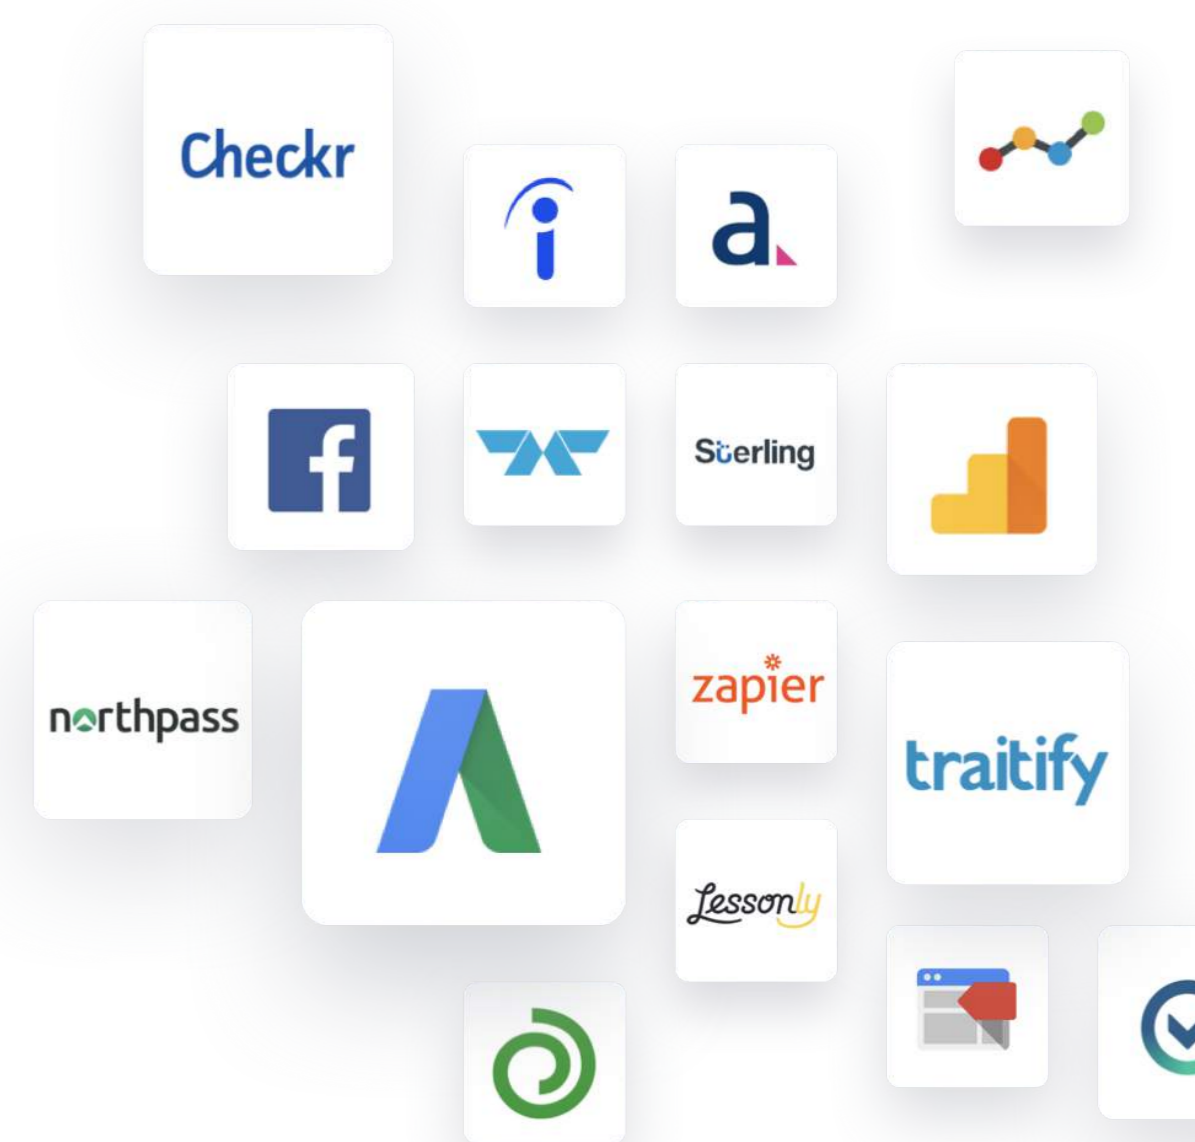 Checkr
i
a
f
Sterling
northpass
zapier
traitify
Lessonly